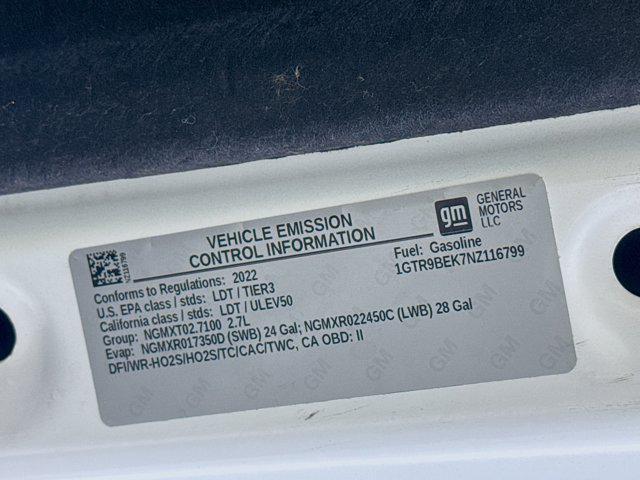 VEHICLE EMISSION
CONTROL INFORMATION
gm
GENERAL
MOTORS
LLC
NZ116799
Conforms to Regulations: 2022
U.S. EPA class / stds: LDT / TIER3
California class / stds: LDT / ULEV50
Group: NGMXT02.7100 2.7L
Evap: NGMXR017350D (SWB) 24 Gal; NGMXR022450C (LWB) 28 Gal
DFI/WR-HO2S/HO2S/TC/CAC/TWC, CA OBD: II
Fuel: Gasoline
1GTR9BEK7NZ116799